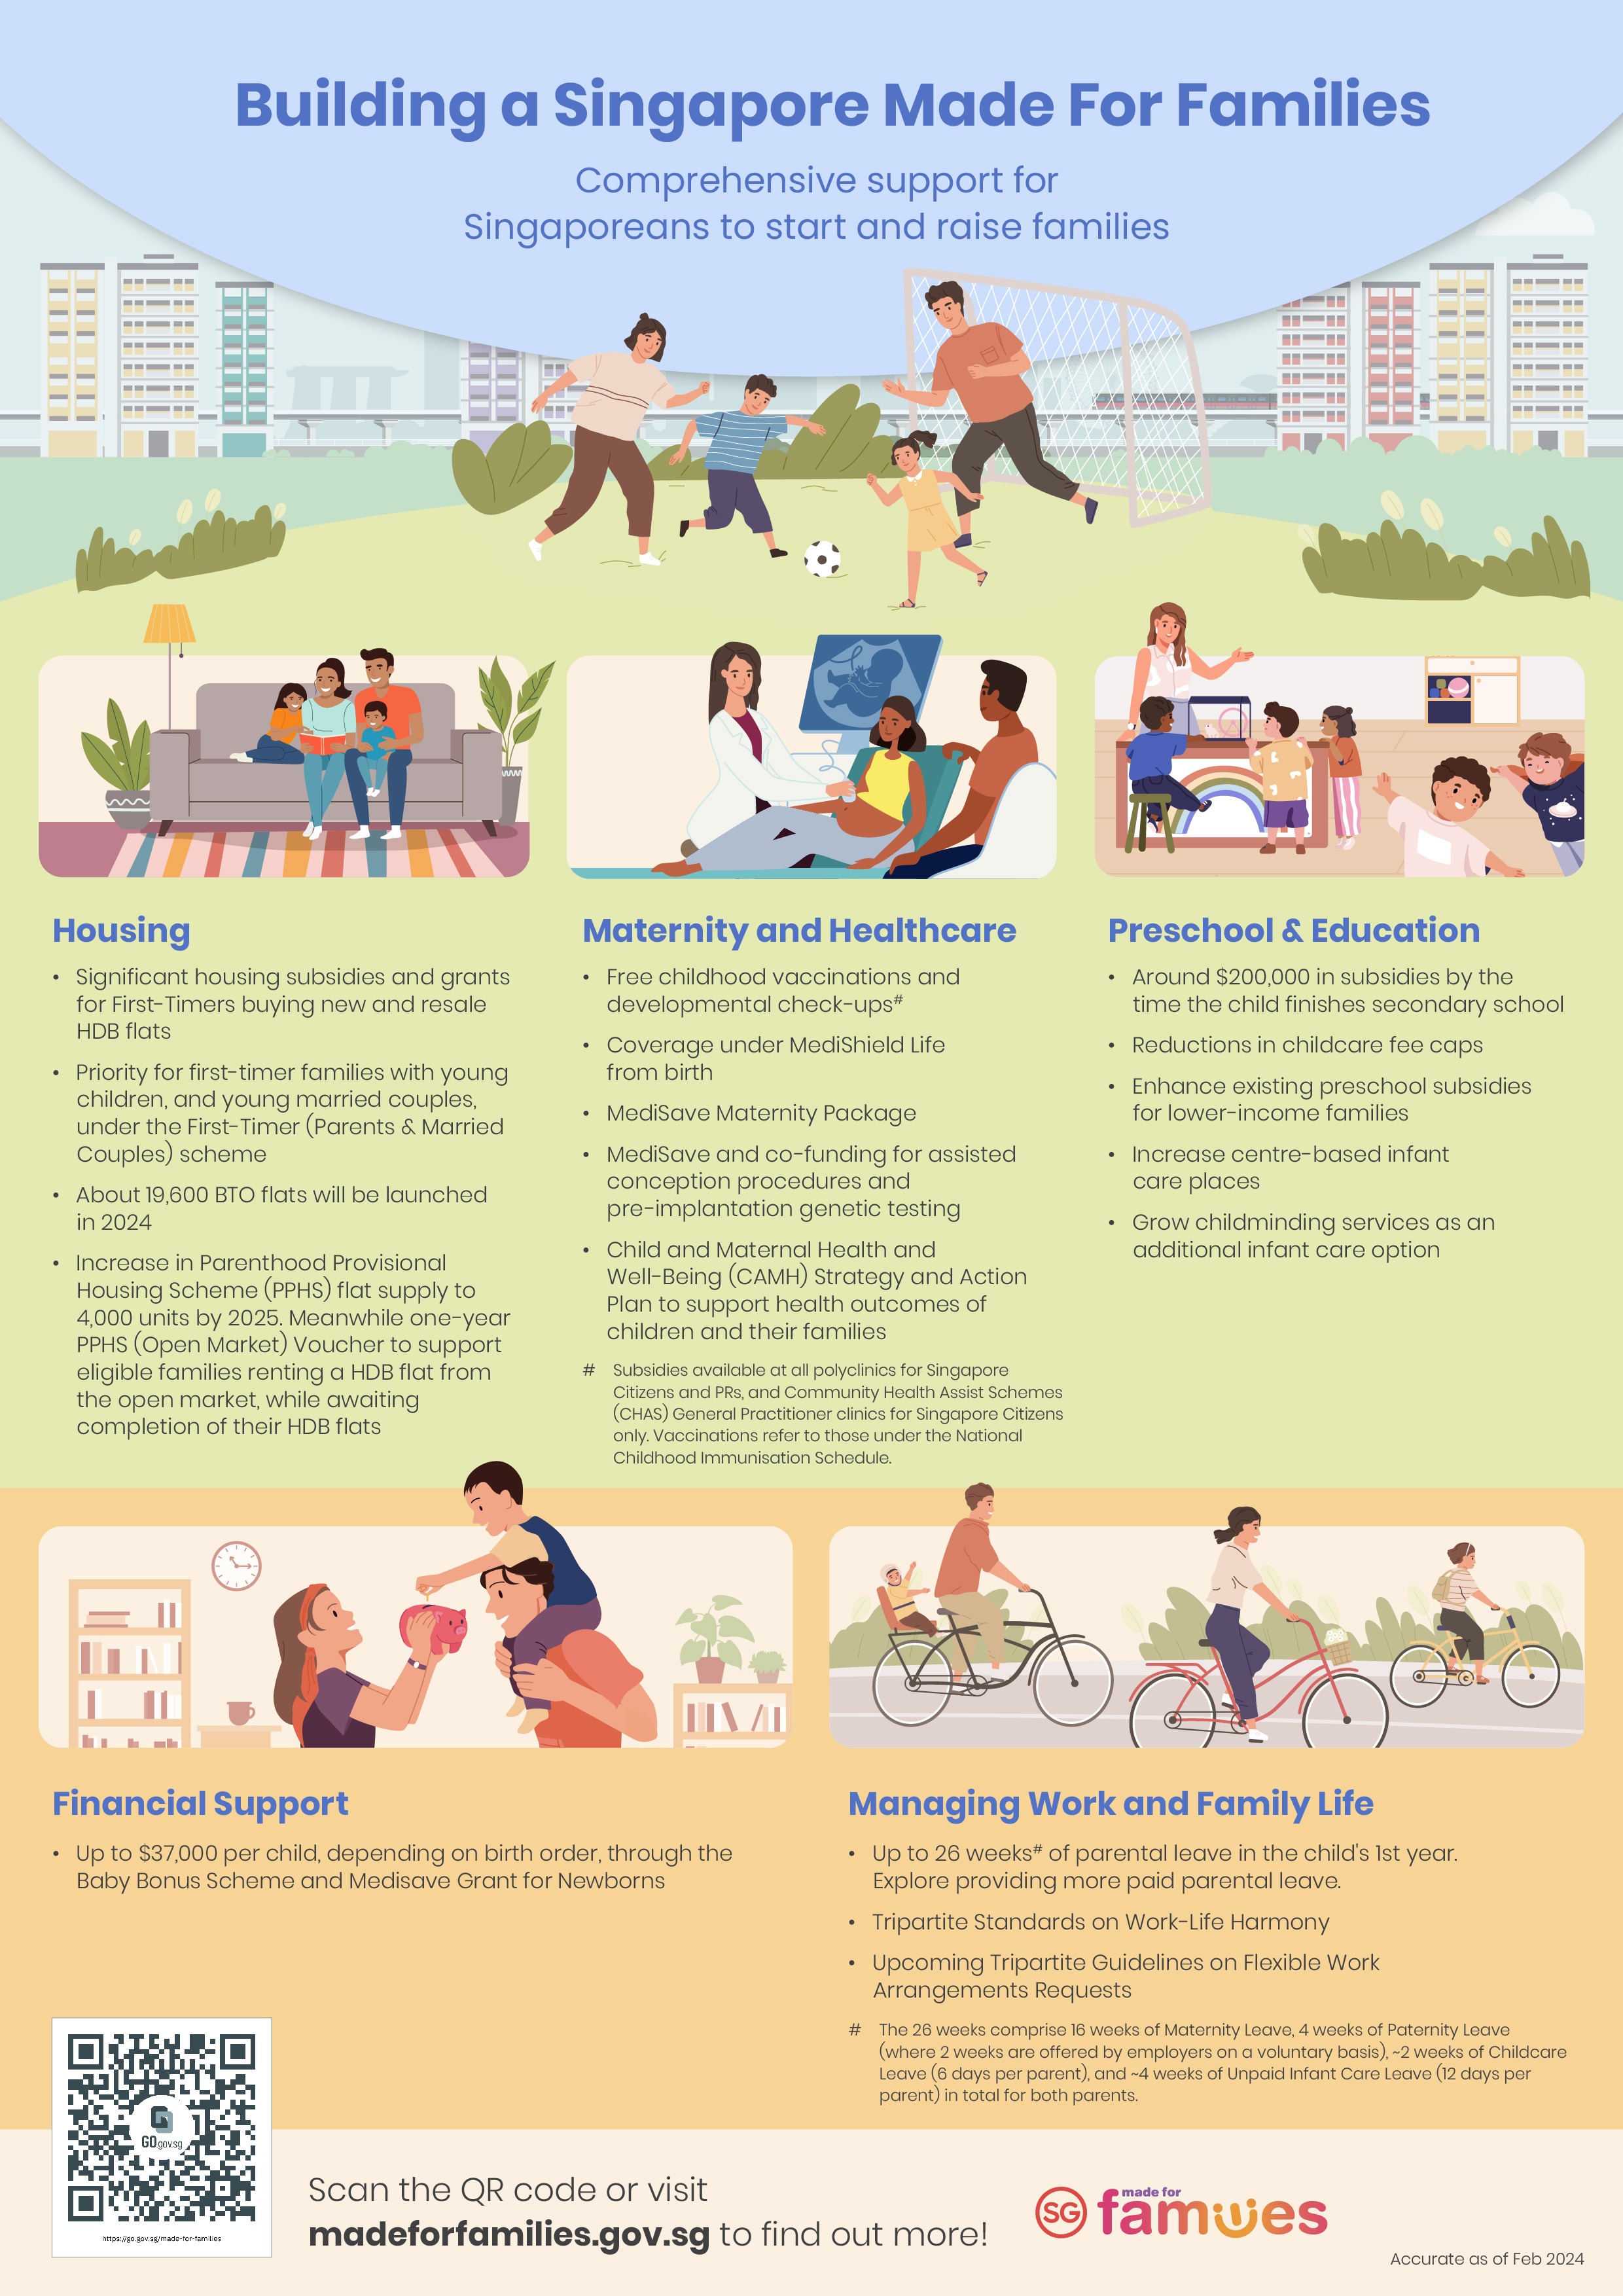 Building a Singapore Made For Families
Comprehensive support for
Singaporeans to start and raise families
Housing
• Significant housing subsidies and grants
for First-Timers buying new and resale
HDB flats
• Priority for first-timer families with young
children, and young married couples,
under the First-Timer (Parents & Married
Couples) scheme
• About 19,600 BTO flats will be launched
in 2024
• Increase in Parenthood Provisional
Housing Scheme (PPHS) flat supply to
4,000 units by 2025. Meanwhile one-year
PPHS (Open Market) Voucher to support
eligible families renting a HDB flat from
the open market, while awaiting
completion of their HDB flats
Maternity and Healthcare
• Free childhood vaccinations and
developmental check-ups#
• Coverage under MediShield Life
from birth
• MediSave Maternity Package
• MediSave and co-funding for assisted
conception procedures and
pre-implantation genetic testing
• Child and Maternal Health and
Well-Being (CAMH) Strategy and Action
Plan to support health outcomes of
children and their families
# Subsidies available at all polyclinics for Singapore
Citizens and PRs, and Community Health Assist Schemes
(CHAS) General Practitioner clinics for Singapore Citizens
only. Vaccinations refer to those under the National
Childhood Immunisation Schedule.
Preschool & Education
• Around $200,000 in subsidies by the
time the child finishes secondary school
• Reductions in childcare fee caps
• Enhance existing preschool subsidies
for lower-income families
• Increase centre-based infant
care places
• Grow childminding services as an
additional infant care option
Financial Support
• Up to $37,000 per child, depending on birth order, through the
Baby Bonus Scheme and Medisave Grant for Newborns
Managing Work and Family Life
• Up to 26 weeks# of parental leave in the child's 1st year.
Explore providing more paid parental leave.
• Tripartite Standards on Work-Life Harmony
• Upcoming Tripartite Guidelines on Flexible Work
Arrangements Requests
# The 26 weeks comprise 16 weeks of Maternity Leave, 4 weeks of Paternity Leave
(where 2 weeks are offered by employers on a voluntary basis), ~2 weeks of Childcare
Leave (6 days per parent), and ~4 weeks of Unpaid Infant Care Leave (12 days per
parent) in total for both parents.
GO.gov.sg
https://go.gov.sg/made-for-families
Scan the QR code or visit
madeforfamilies.gov.sg to find out more!
SG
made for
families
Accurate as of Feb 2024